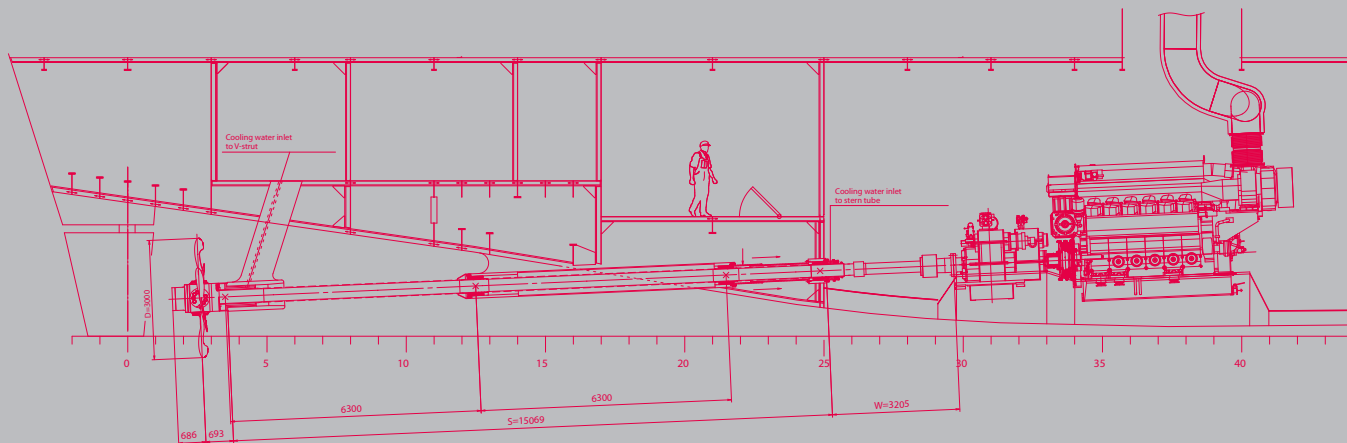 Cooling water inlet
to V-strut
Cooling water inlet
to stern tube
D=3000
0
5
10
15
20
25
30
35
40
6300
6300
W=3205
S=15069
686
693